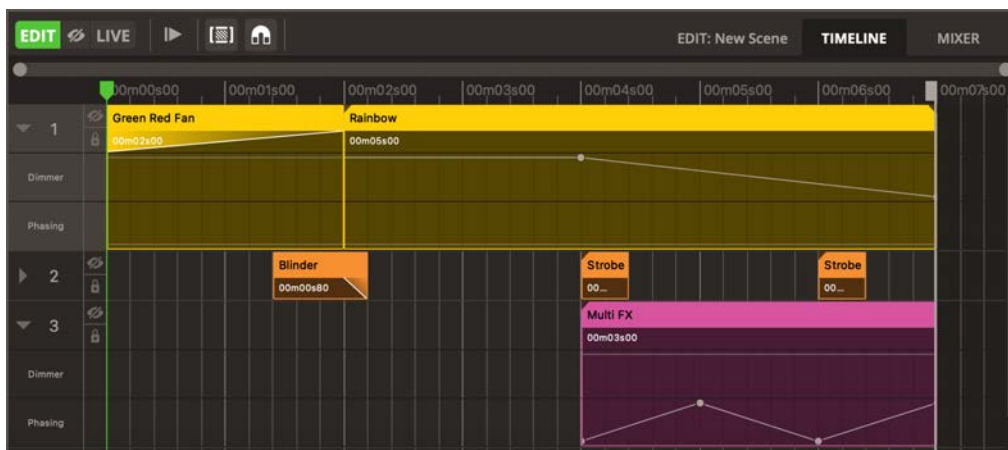 EDIT LIVE EDIT: New Scene TIMELINE MIXER
00m00s00 00m01s00 00m02s00 00m03s00 00m04s00 00m05s00 00m06s00 00m07s00
1 Green Red Fan Rainbow
00m02s00 00m05s00
Dimmer
Phasing
2 Blinder Strobe Strobe
00m00s80 00... 00...
3 Multi FX
00m03s00
Dimmer
Phasing